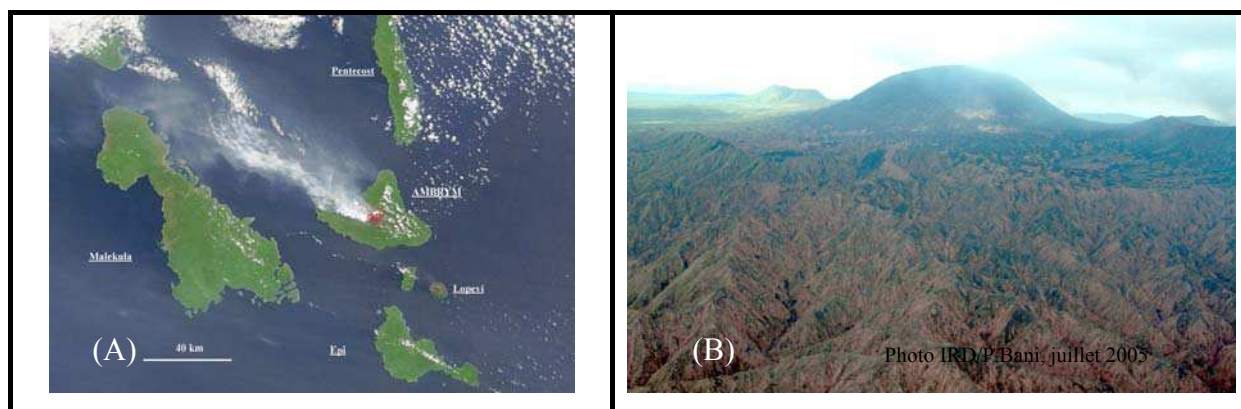 Pentecost
AMBRYM
Malekula
Lopevi
Epi
40 km
(A)
(B)
Photo IRD/P.Bani, juillet 2005